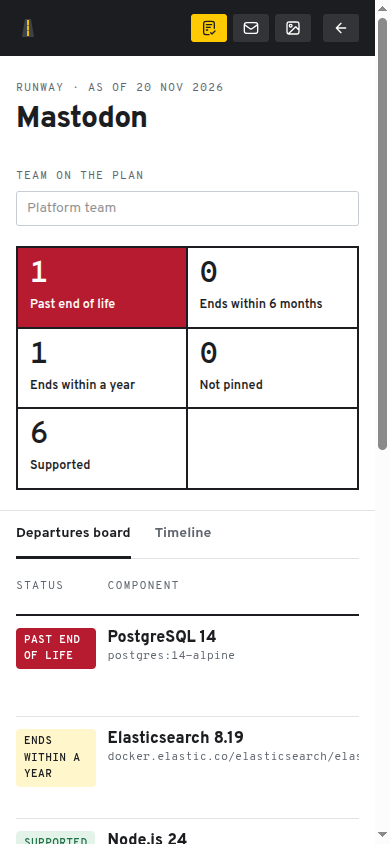 RUNWAY · AS OF 20 NOV 2026
Mastodon
TEAM ON THE PLAN
Platform team
1
Past end of life
0
Ends within 6 months
1
Ends within a year
0
Not pinned
6
Supported
Departures board
Timeline
STATUS
COMPONENT
PAST END
OF LIFE
PostgreSQL 14
postgres:14-alpine
ENDS
WITHIN A
YEAR
Elasticsearch 8.19
docker.elastic.co/elasticsearch/elas
SUPPORTED
Node.js 24